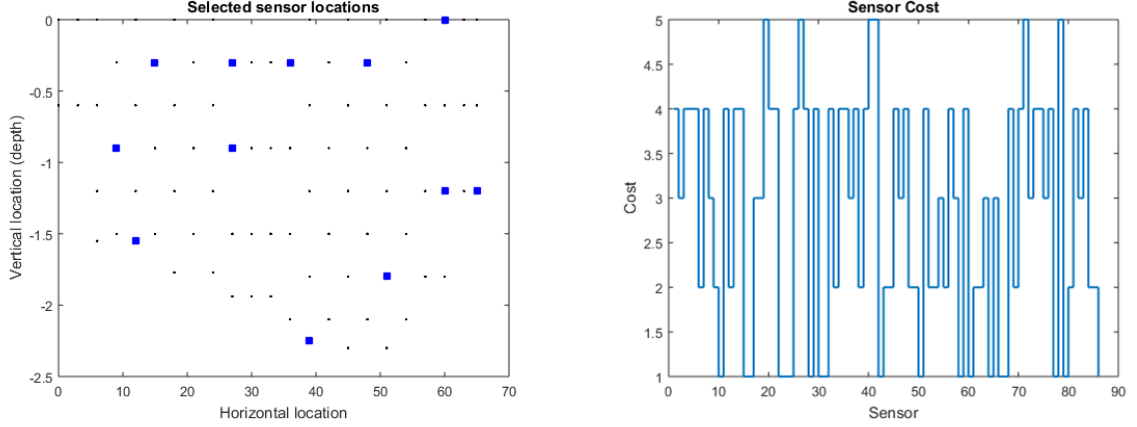 Selected sensor locations
0
-0.5
-1
-1.5
-2
-2.5
Vertical location (depth)
0 10 20 30 40 50 60 70
Horizontal location
Sensor Cost
5
4.5
4
3.5
3
2.5
2
1.5
1
Cost
0 10 20 30 40 50 60 70 80 90
Sensor